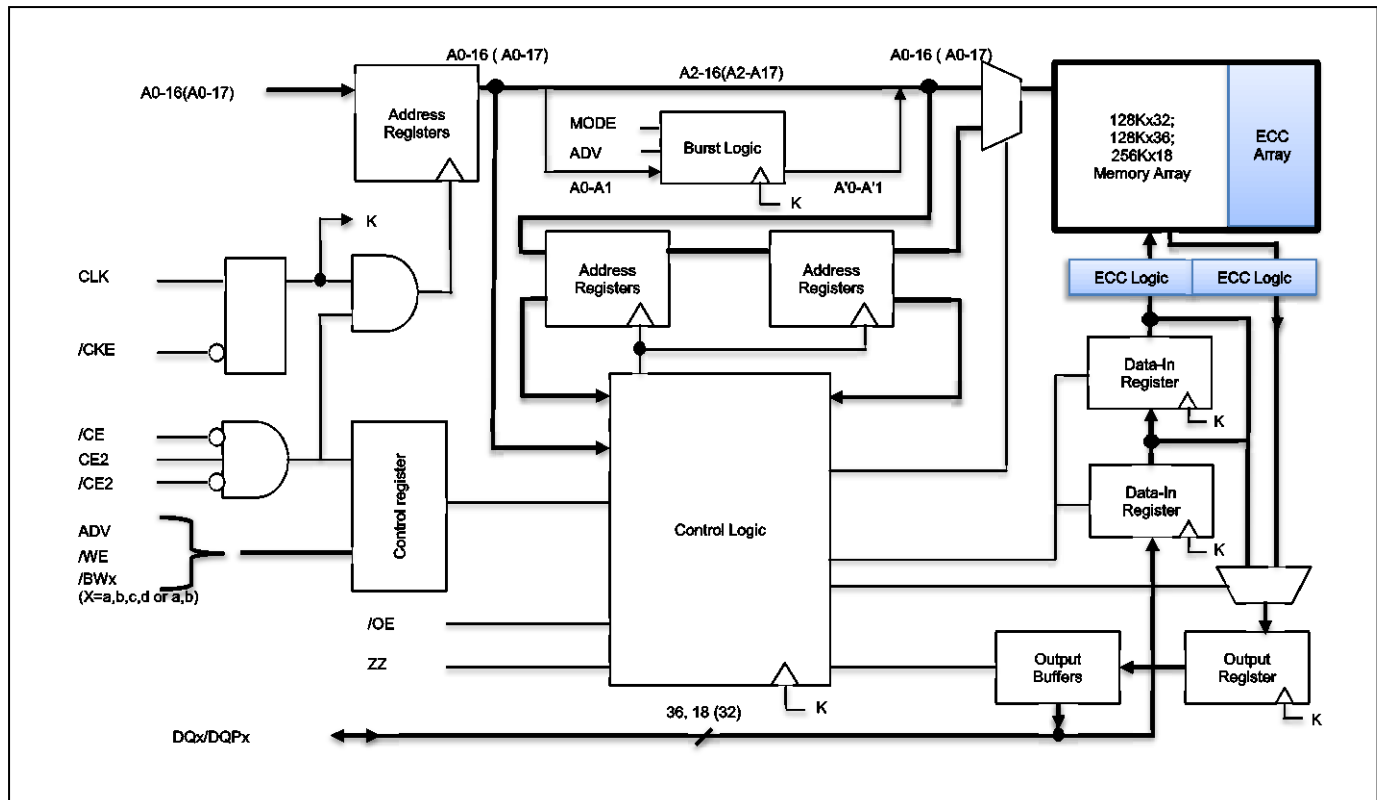 A0-16 ( A0-17)
A2-16(A2-A17)
A0-16 ( A0-17)
A0-16(A0-17)
Address
Registers
MODE
ADV
Burst Logic
A0-A1
A'0-A'1
K
128Kx32;
128Kx36;
256Kx18
Memory Array
ECC
Array
K
CLK
/CKE
Address
Registers
Address
Registers
ECC Logic
ECC Logic
Data-In
Register
K
/CE
CE2
/CE2
Control register
Data-In
Register
K
ADV
/WE
/BWx
(X=a,b,c,d or a,b)
Control Logic
/OE
ZZ
K
Output
Buffers
Output
Register
K
36, 18 (32)
DQx/DQPx